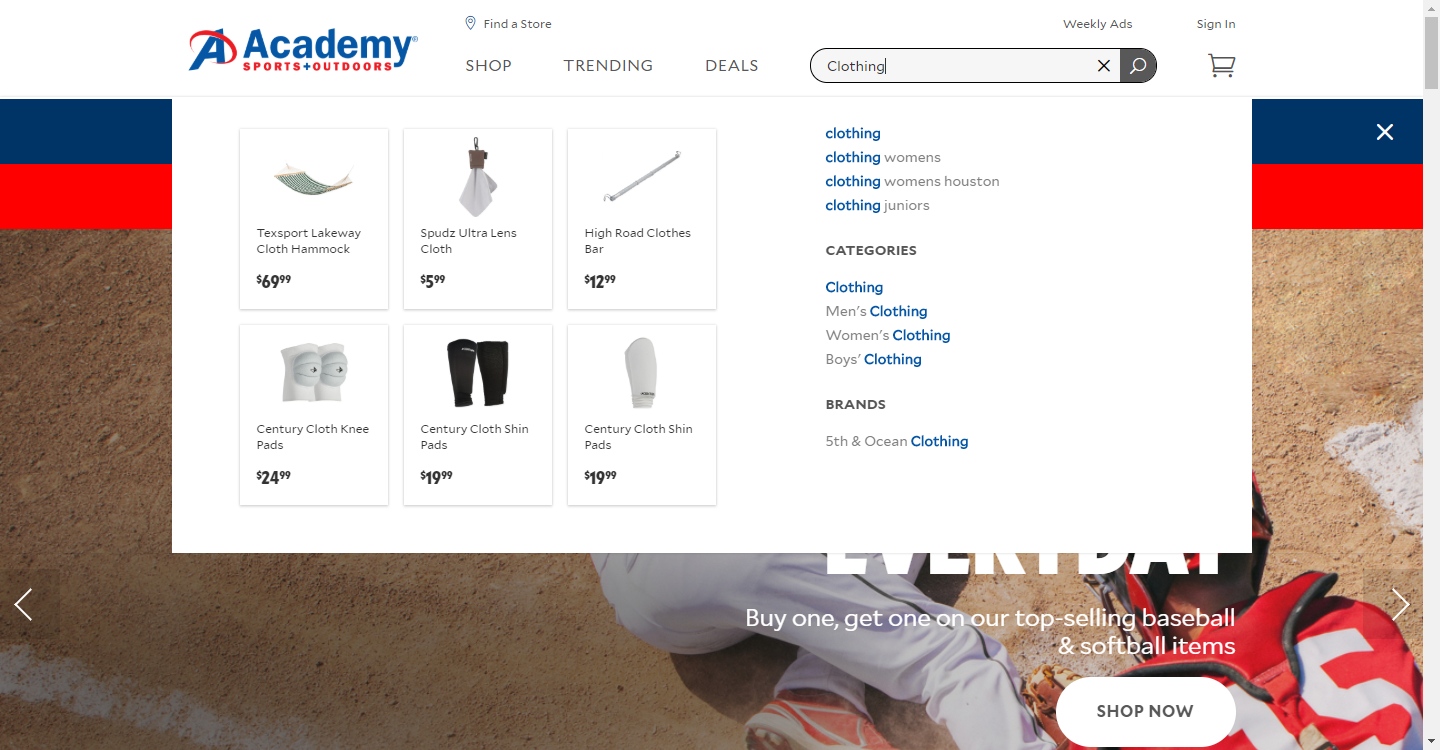 Find a Store
Weekly Ads
Sign In
Academy
SPORTS+OUTDOORS
SHOP
TRENDING
DEALS
Clothing
Texsport Lakeway
Cloth Hammock
$69.99
Spudz Ultra Lens
Cloth
$5.99
High Road Clothes
Bar
$12.99
Century Cloth Knee
Pads
$24.99
Century Cloth Shin
Pads
$19.99
Century Cloth Shin
Pads
$19.99
clothing
clothing womens
clothing womens houston
clothing juniors
CATEGORIES
Clothing
Men's Clothing
Women's Clothing
Boys' Clothing
BRANDS
5th & Ocean Clothing
EVERYDAY
Buy one, get one on our top-selling baseball
& softball items
SHOP NOW